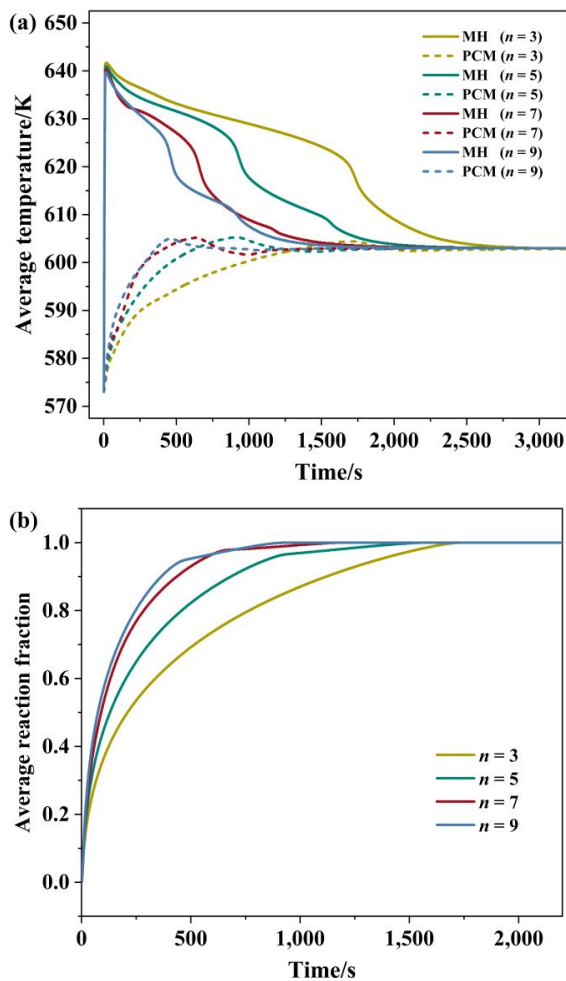 (a)
650
640
630
620
610
600
590
580
570
Average temperature/K
MH (n = 3)
PCM (n = 3)
MH (n = 5)
PCM (n = 5)
MH (n = 7)
PCM (n = 7)
MH (n = 9)
PCM (n = 9)
0 500 1,000 1,500 2,000 2,500 3,000
Time/s
(b)
1.0
0.8
0.6
0.4
0.2
0.0
Average reaction fraction
n = 3
n = 5
n = 7
n = 9
0 500 1,000 1,500 2,000
Time/s